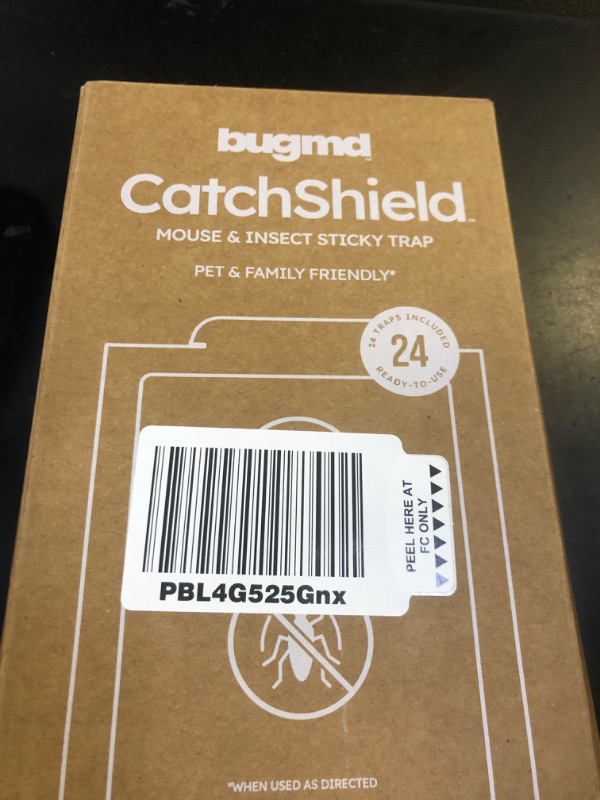 bugmd
CatchShield™
MOUSE & INSECT STICKY TRAP
PET & FAMILY FRIENDLY*
24 TRAPS INCLUDED
24
READY-TO-USE
PEEL HERE AT
FC ONLY
PBL4G525Gnx
*WHEN USED AS DIRECTED